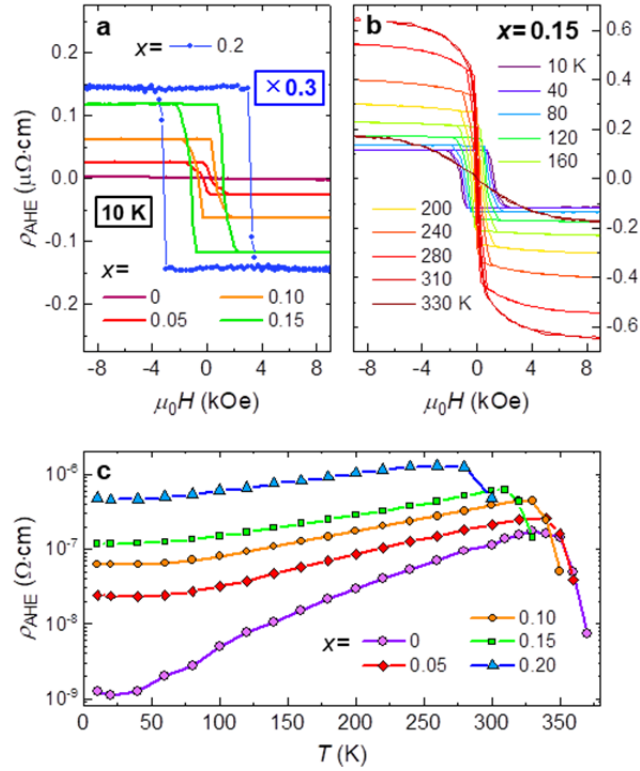 a
x= 0.2
× 0.3
10 K
x=
0
0.05
0.10
0.15
0.2
0.1
0.0
-0.1
-0.2
ρAHE (μΩ·cm)
-8 -4 0 4 8
μ0H (kOe)
b
x= 0.15
10 K
40
80
120
160
200
240
280
310
330 K
0.6
0.4
0.2
0.0
-0.2
-0.4
-0.6
-8 -4 0 4 8
μ0H (kOe)
c
10-6
10-7
10-8
10-9
ρAHE (Ω·cm)
x=
0
0.05
0.10
0.15
0.20
0 50 100 150 200 250 300 350
T (K)